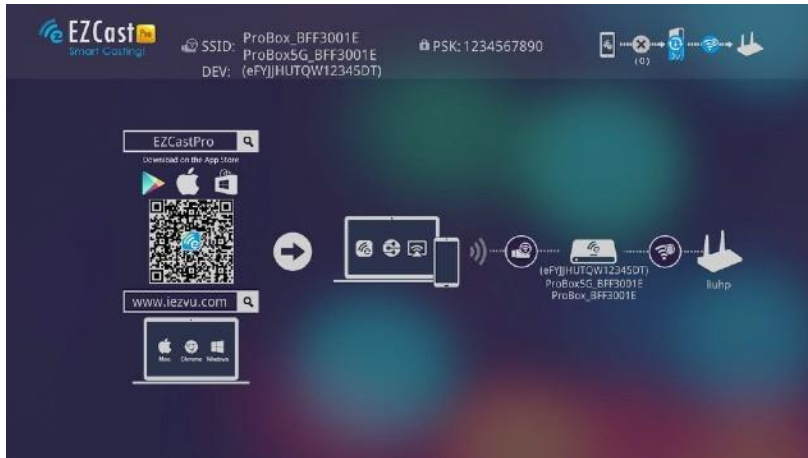 EZCast Pro
Smart Casting!
SSID: ProBox_BFF3001E
ProBox5G_BFF3001E
DEV: (eFYJJHUTQW12345DT)
PSK: 1234567890
(0)
EZCastPro
Download on the App Store
www.iezvu.com
Mac Chrome Windows
(eFYJJHUTQW12345DT)
ProBox5G_BFF3001E
ProBox_BFF3001E